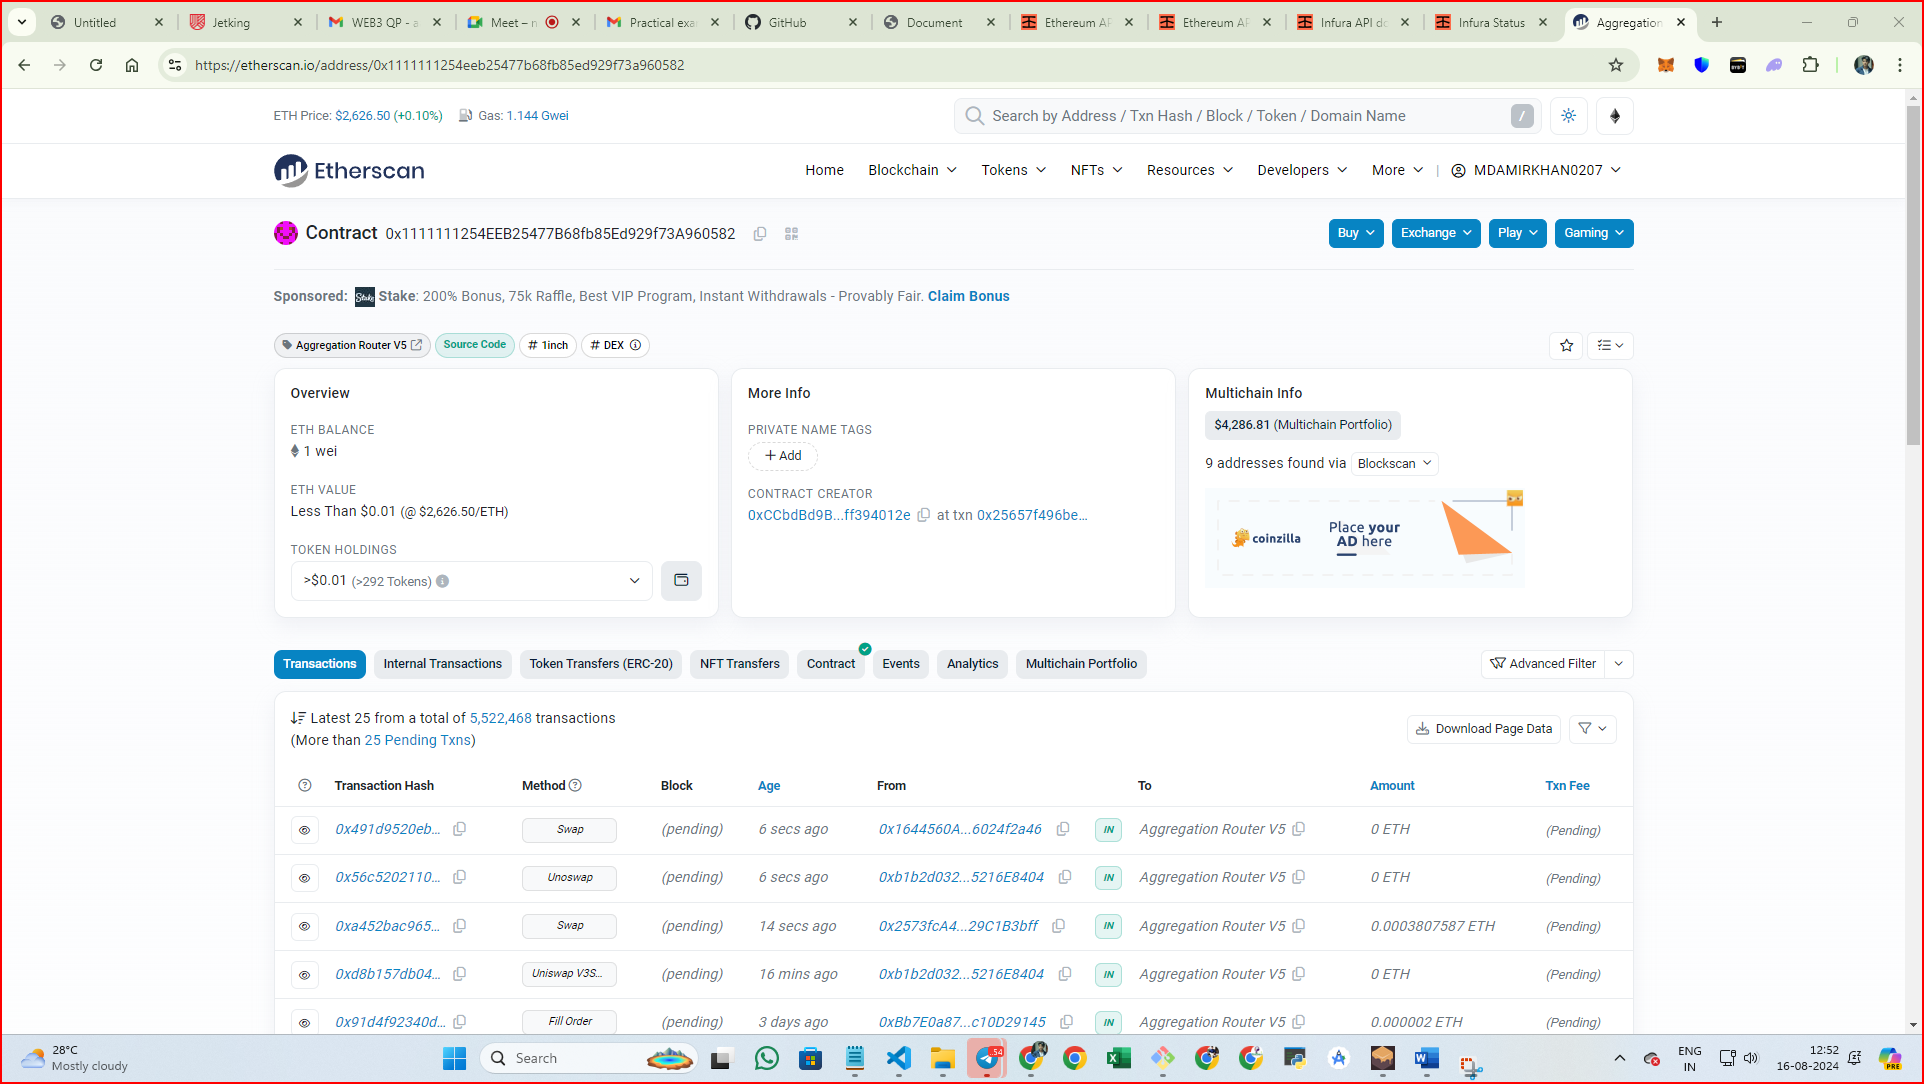 Untitled
Jetking
WEB3 QP - a
Meet – n
Practical exa
GitHub
Document
Ethereum AP
Ethereum AP
Infura API do
Infura Status
Aggregation
https://etherscan.io/address/0x1111111254eeb25477b68fb85ed929f73a960582
ETH Price: $2,626.50 (+0.10%) Gas: 1.144 Gwei
Search by Address / Txn Hash / Block / Token / Domain Name /
Etherscan
Home Blockchain Tokens NFTs Resources Developers More | MDAMIRKHAN0207
Contract 0x1111111254EEB25477B68fb85Ed929f73A960582
Buy Exchange Play Gaming
Sponsored: Stake Stake: 200% Bonus, 75k Raffle, Best VIP Program, Instant Withdrawals - Provably Fair. Claim Bonus
Aggregation Router V5 Source Code # 1inch # DEX
Overview
ETH BALANCE
1 wei
ETH VALUE
Less Than $0.01 (@ $2,626.50/ETH)
TOKEN HOLDINGS
>$0.01 (>292 Tokens)
More Info
PRIVATE NAME TAGS
+ Add
CONTRACT CREATOR
0xCCbdBd9B...ff394012e at txn 0x25657f496be...
Multichain Info
$4,286.81 (Multichain Portfolio)
9 addresses found via Blockscan
coinzilla
Place your
AD here
Transactions Internal Transactions Token Transfers (ERC-20) NFT Transfers Contract Events Analytics Multichain Portfolio
Advanced Filter
Latest 25 from a total of 5,522,468 transactions
(More than 25 Pending Txns)
Download Page Data
Transaction Hash Method Block Age From To Amount Txn Fee
0x491d9520eb... Swap (pending) 6 secs ago 0x1644560A...6024f2a46 IN Aggregation Router V5 0 ETH (Pending)
0x56c5202110... Unoswap (pending) 6 secs ago 0xb1b2d032...5216E8404 IN Aggregation Router V5 0 ETH (Pending)
0xa452bac965... Swap (pending) 14 secs ago 0x2573fcA4...29C1B3bff IN Aggregation Router V5 0.0003807587 ETH (Pending)
0xd8b157db04... Uniswap V3S... (pending) 16 mins ago 0xb1b2d032...5216E8404 IN Aggregation Router V5 0 ETH (Pending)
0x91d4f92340d... Fill Order (pending) 3 days ago 0xBb7E0a87...c10D29145 IN Aggregation Router V5 0.000002 ETH (Pending)
28°C
Mostly cloudy
Search
54
ENG
IN
12:52
16-08-2024
PRE